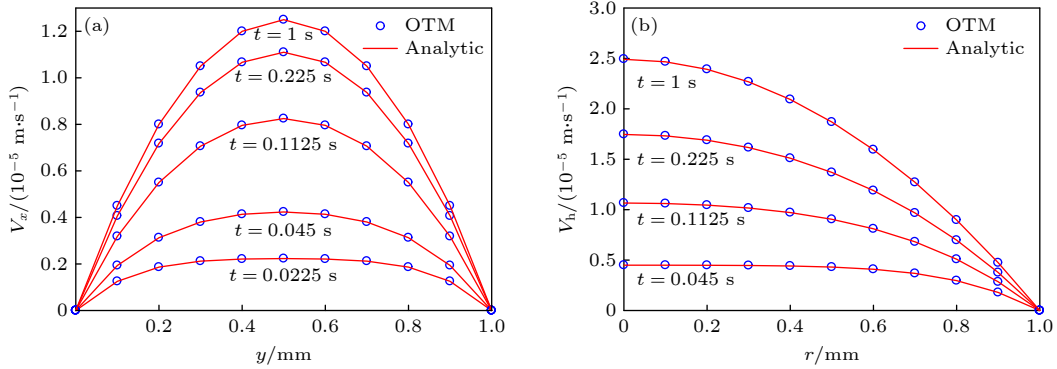 (a)
OTM
Analytic
t = 1 s
t = 0.225 s
t = 0.1125 s
t = 0.045 s
t = 0.0225 s
1.2
1.0
0.8
0.6
0.4
0.2
0
0.2
0.4
0.6
0.8
1.0
y/mm
Vx/(10−5 m·s−1)
(b)
OTM
Analytic
t = 1 s
t = 0.225 s
t = 0.1125 s
t = 0.045 s
3.0
2.5
2.0
1.5
1.0
0.5
0
0
0.2
0.4
0.6
0.8
1.0
r/mm
Vh/(10−5 m·s−1)